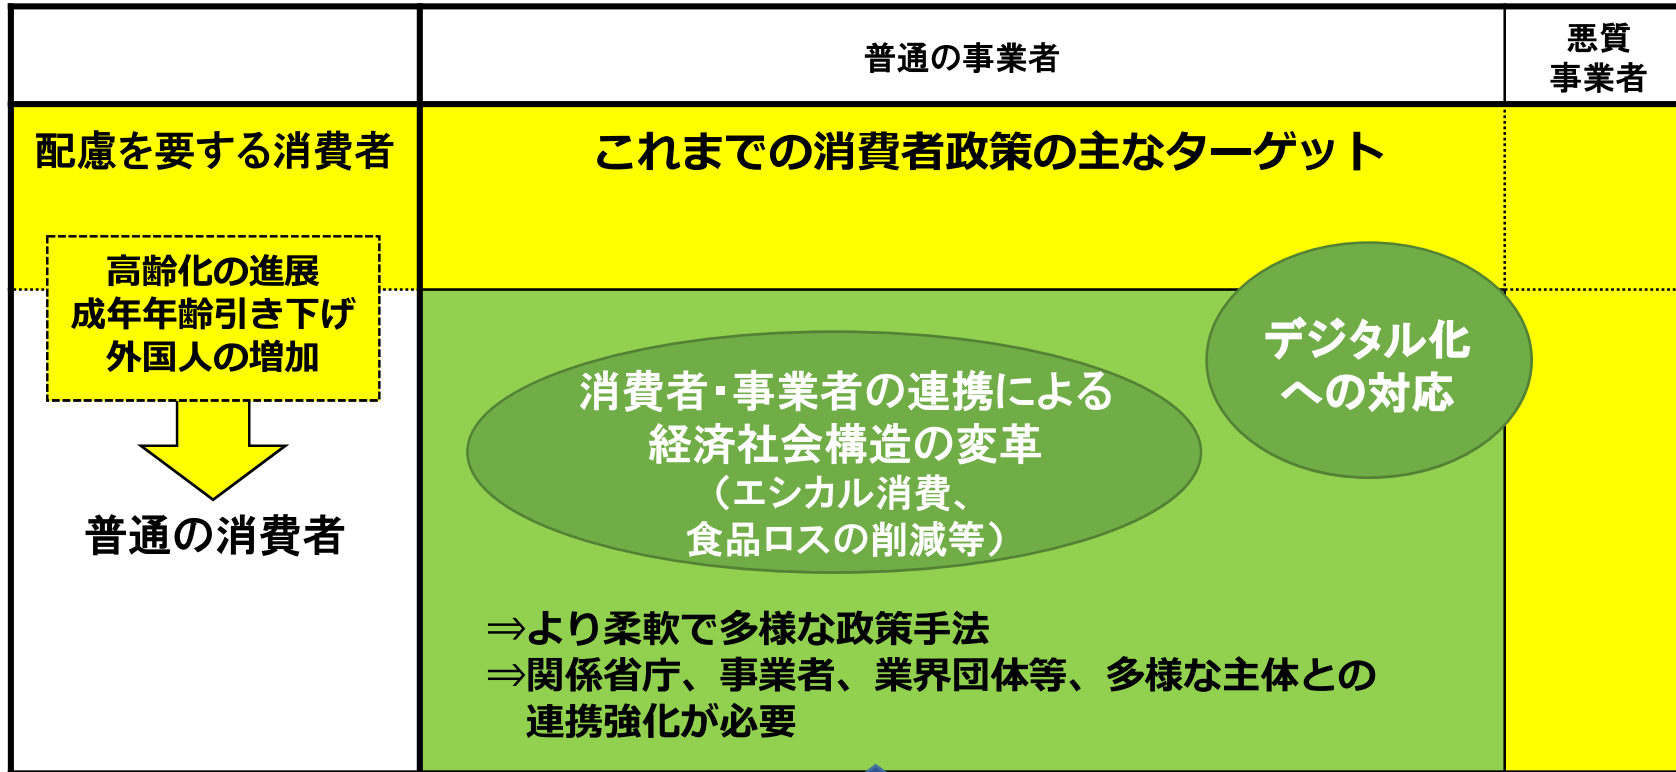 普通の事業者
悪質
事業者
配慮を要する消費者
これまでの消費者政策の主なターゲット
高齢化の進展
成年年齢引き下げ
外国人の増加
デジタル化
への対応
消費者・事業者の連携による
経済社会構造の変革
（エシカル消費、
食品ロスの削減等）
普通の消費者
⇒より柔軟で多様な政策手法
⇒関係省庁、事業者、業界団体等、多様な主体との
連携強化が必要